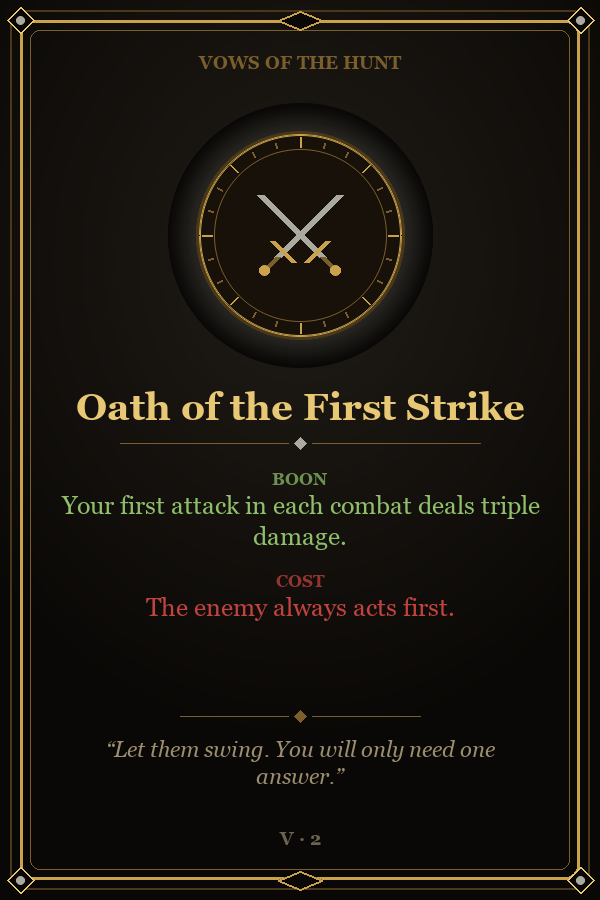 VOWS OF THE HUNT
Oath of the First Strike
BOON
Your first attack in each combat deals triple
damage.
COST
The enemy always acts first.
“Let them swing. You will only need one
answer.”
V · 2